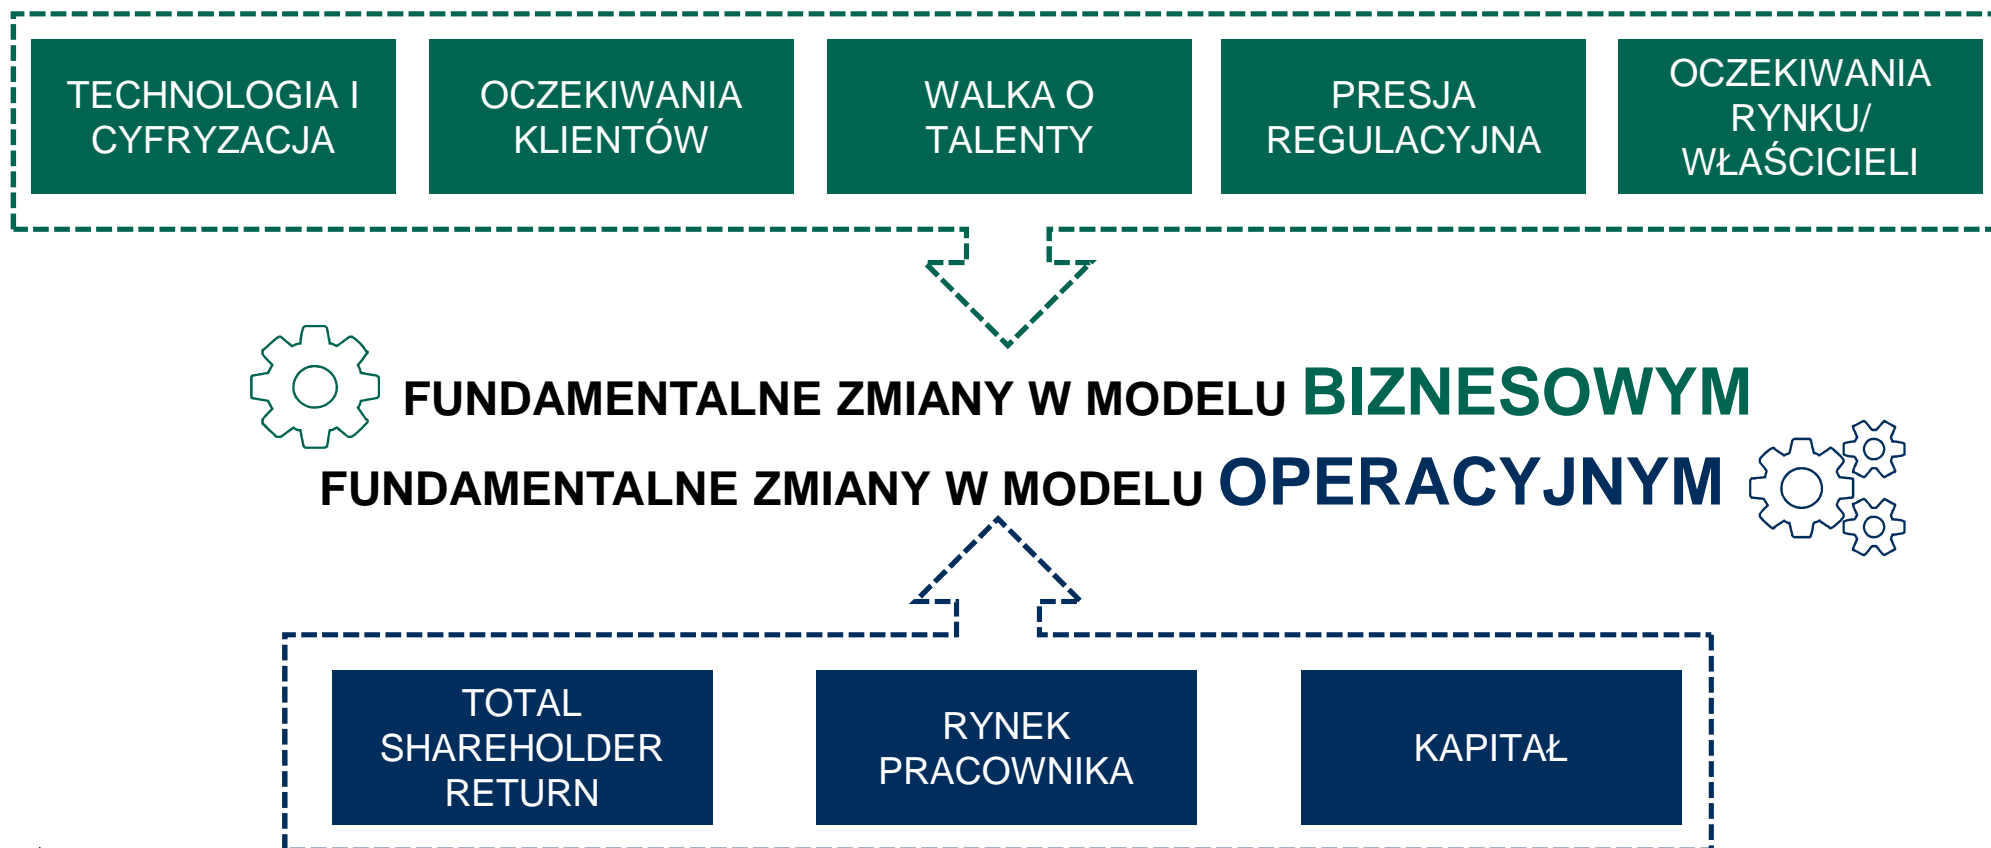 TECHNOLOGIA I
CYFRYZACJA
OCZEKIWANIA
KLIENTÓW
WALKA O
TALENTY
PRESJA
REGULACYJNA
OCZEKIWANIA
RYNKU/
WŁAŚCICIELI
FUNDAMENTALNE ZMIANY W MODELU BIZNESOWYM
FUNDAMENTALNE ZMIANY W MODELU OPERACYJNYM
TOTAL
SHAREHOLDER
RETURN
RYNEK
PRACOWNIKA
KAPITAŁ